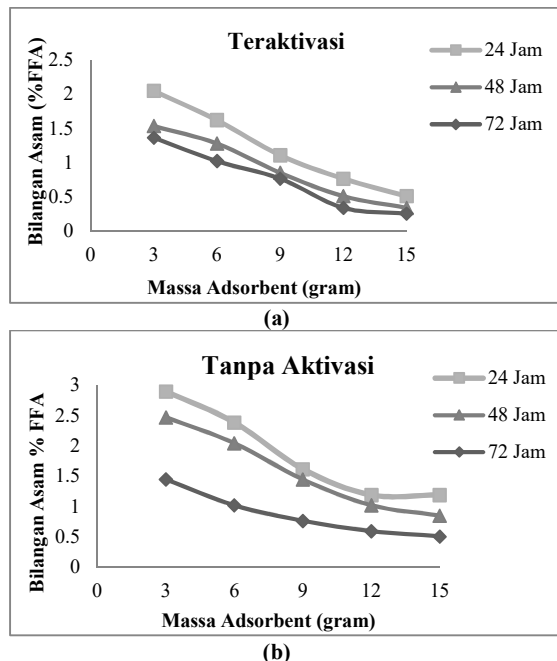 Teraktivasi
Bilangan Asam (%FFA)
2.5
2
1.5
1
0.5
0
0
3
6
9
12
15
Massa Adsorbent (gram)
24 Jam
48 Jam
72 Jam
(a)
Tanpa Aktivasi
Bilangan Asam % FFA
3
2.5
2
1.5
1
0.5
0
0
3
6
9
12
15
Massa Adsorbent (gram)
24 Jam
48 Jam
72 Jam
(b)